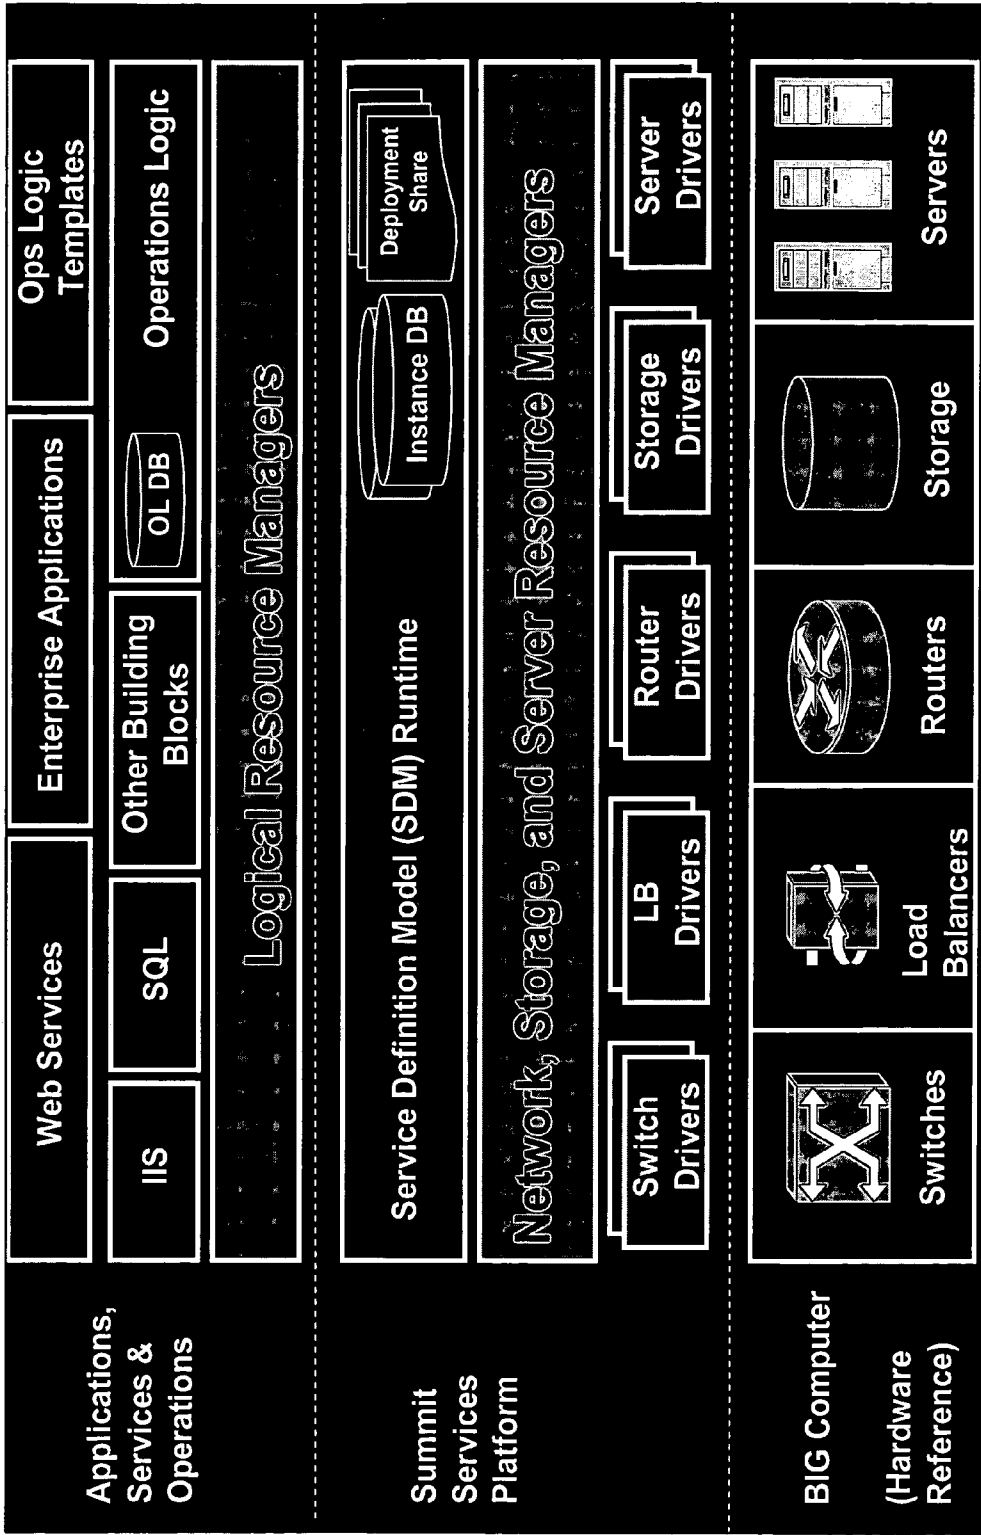 Applications,
Services &
Operations
Web Services
Enterprise Applications
Ops Logic
Templates
IIS
SQL
Other Building
Blocks
OL DB
Operations Logic
Logical Resource Managers
Summit
Services
Platform
Service Definition Model (SDM) Runtime
Instance DB
Deployment
Share
Network, Storage, and Server Resource Managers
Switch
Drivers
LB
Drivers
Router
Drivers
Storage
Drivers
Server
Drivers
BIG Computer
(Hardware
Reference)
Switches
Load
Balancers
Routers
Storage
Servers